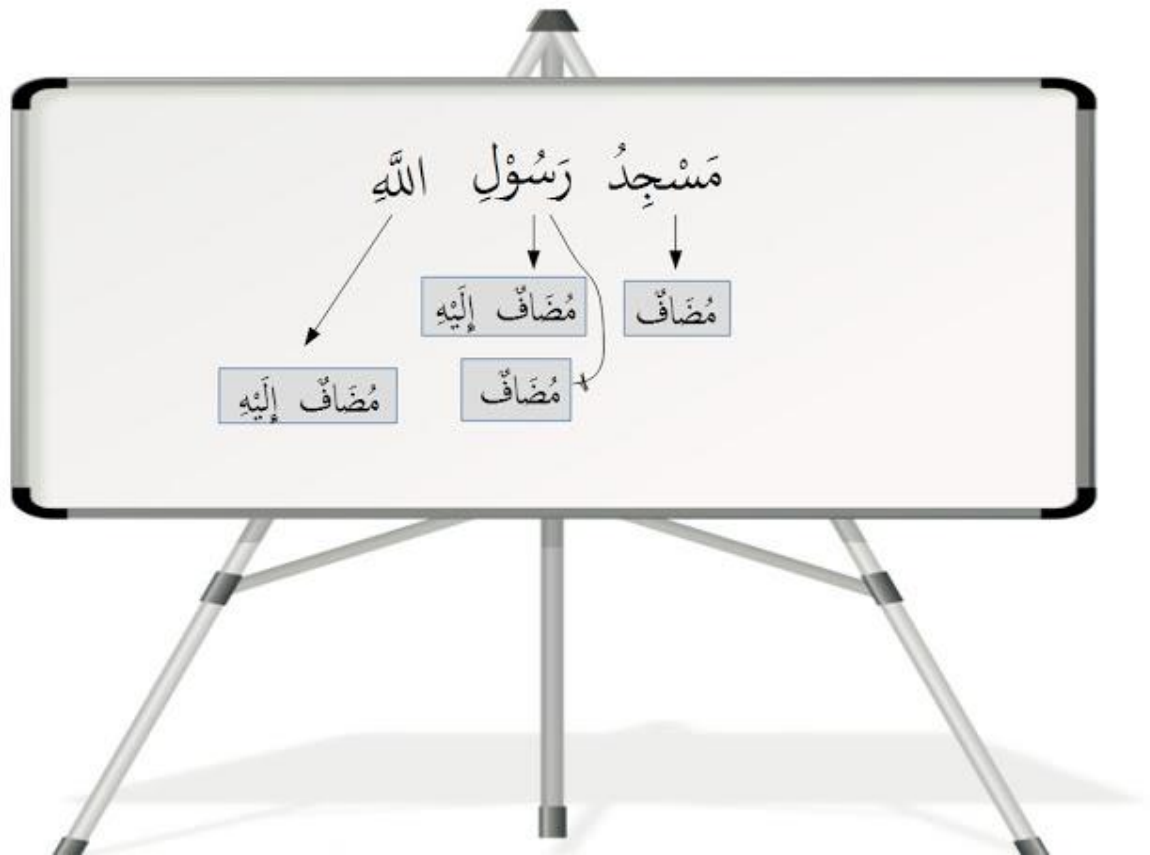 مَسْجِدُ رَسُوْلِ اللَّهِ
مُضَافٌ مُضَافٌ إِلَيْهِ
مُضَافٌ مُضَافٌ إِلَيْهِ